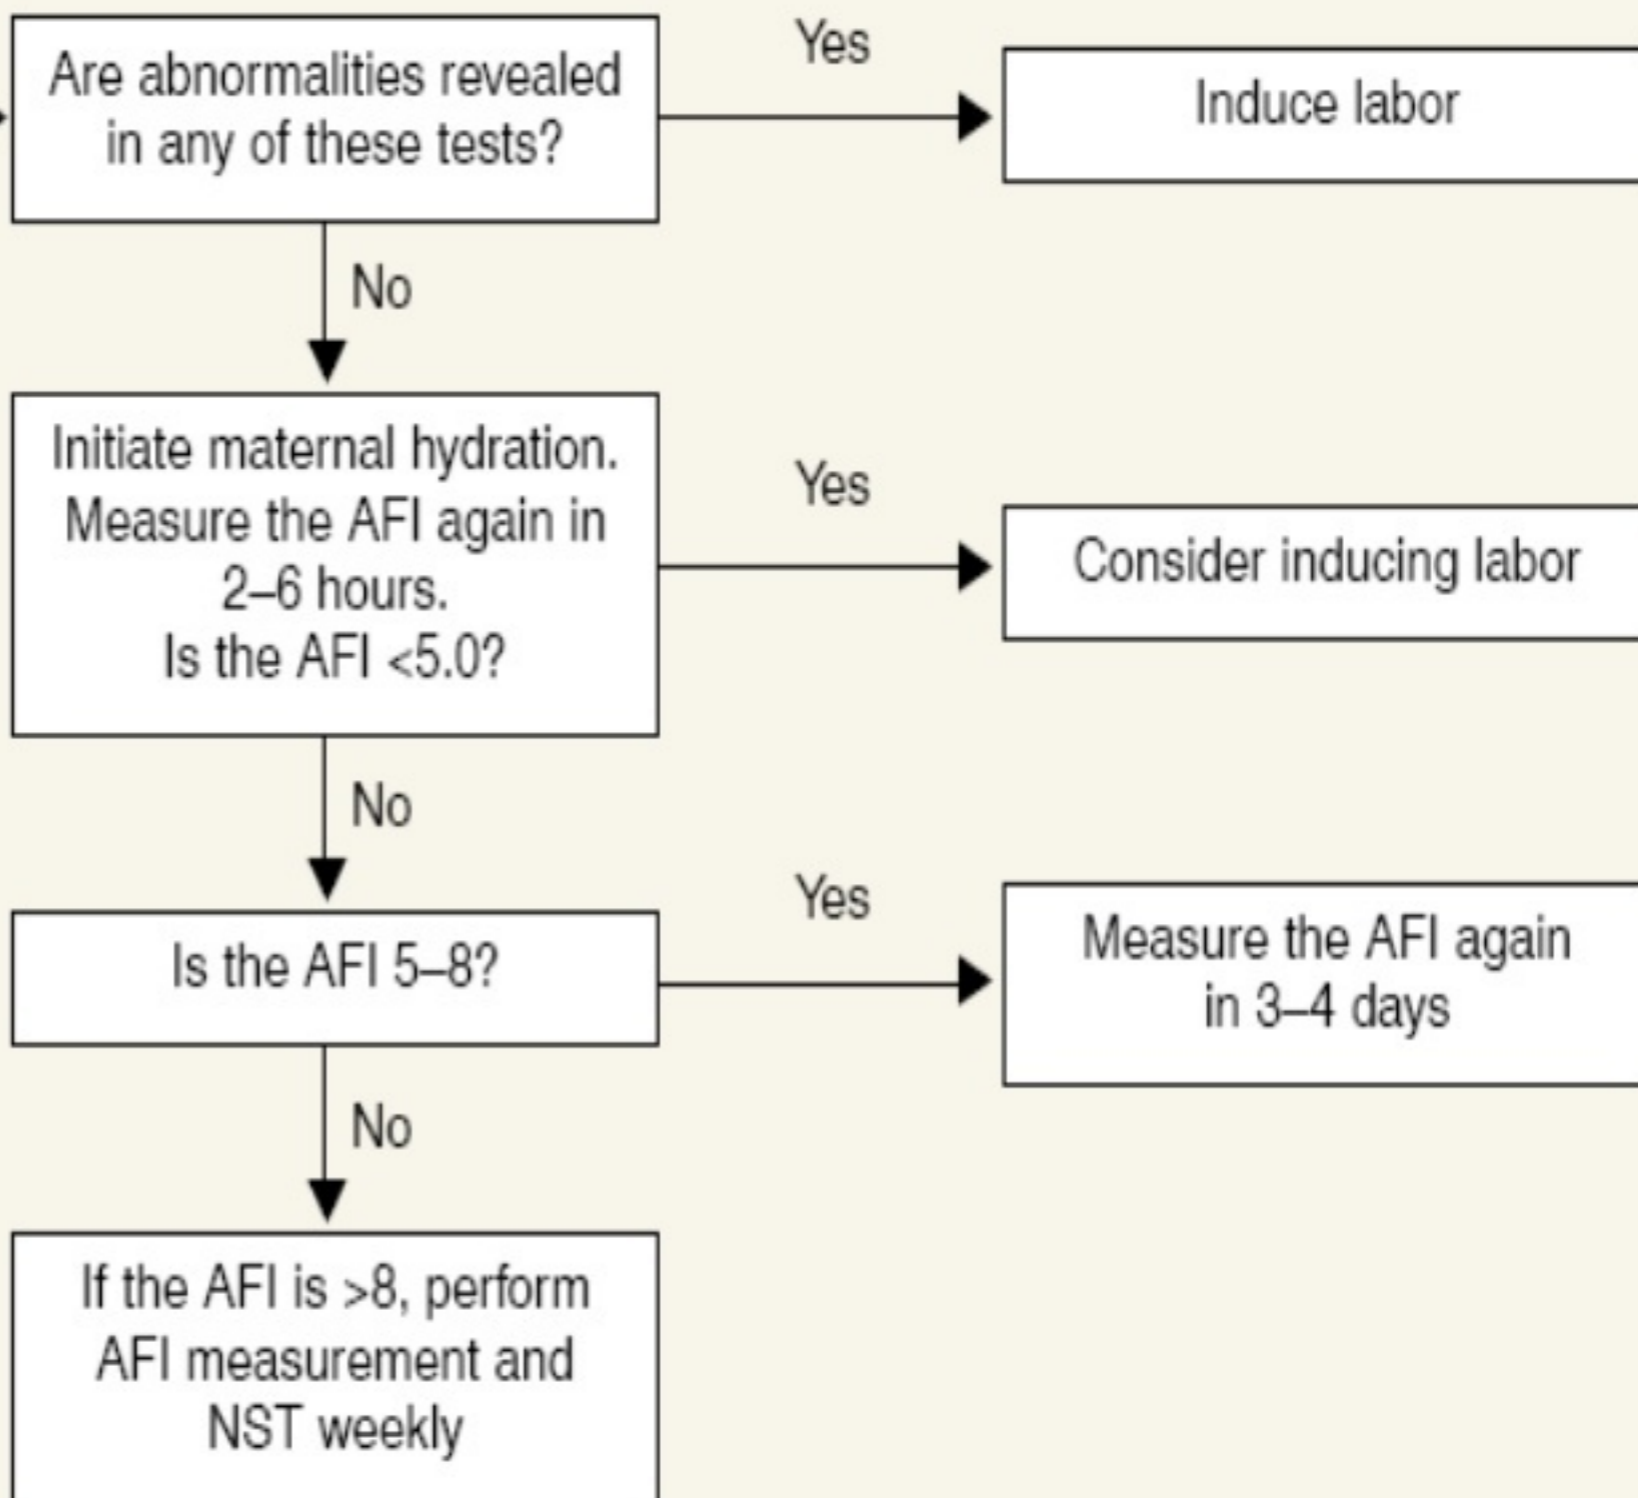 Are abnormalities revealed
in any of these tests?
Yes
Induce labor
No
Initiate maternal hydration.
Measure the AFI again in
2–6 hours.
Is the AFI <5.0?
Yes
Consider inducing labor
No
Is the AFI 5–8?
Yes
Measure the AFI again
in 3–4 days
No
If the AFI is >8, perform
AFI measurement and
NST weekly